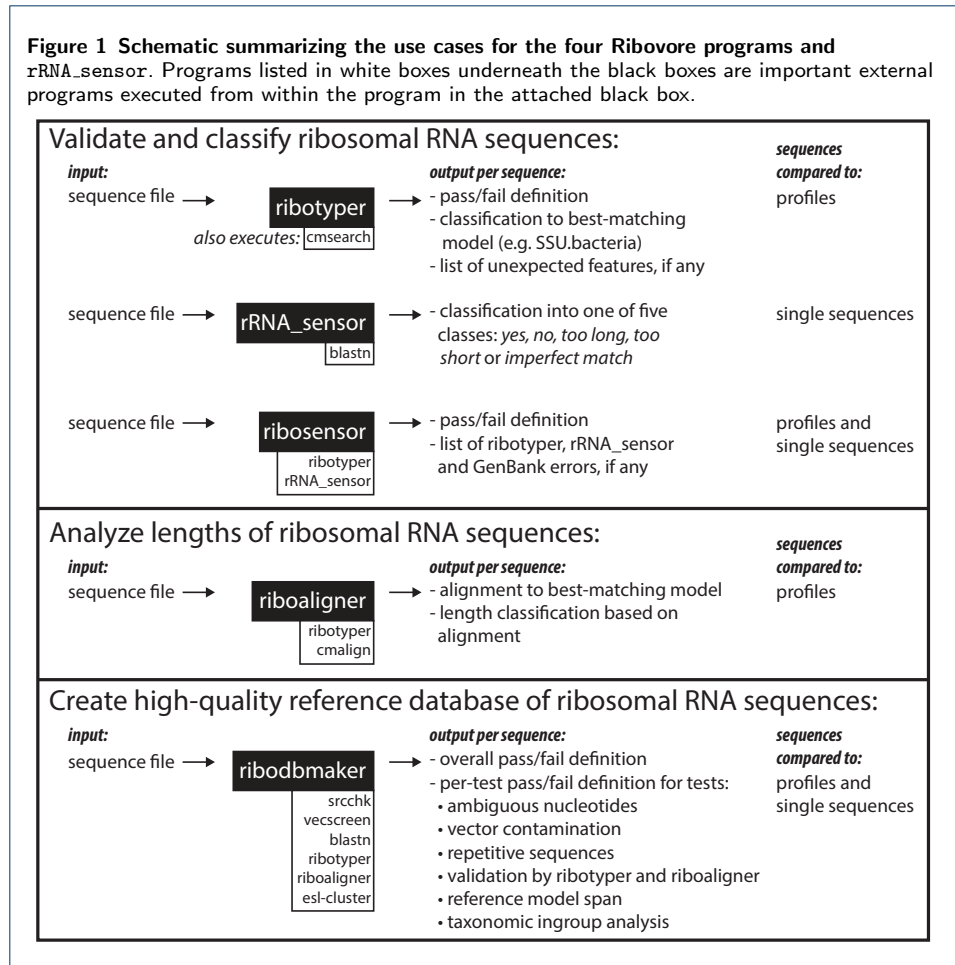 Figure 1 Schematic summarizing the use cases for the four Ribovore programs and
rRNA_sensor. Programs listed in white boxes underneath the black boxes are important external
programs executed from within the program in the attached black box.
Validate and classify ribosomal RNA sequences:
input:
output per sequence:
sequences
compared to:
sequence file
ribotyper
also executes:
cmsearch
- pass/fail definition
- classification to best-matching
model (e.g. SSU.bacteria)
- list of unexpected features, if any
profiles
sequence file
rRNA_sensor
blastn
- classification into one of five
classes: yes, no, too long, too
short or imperfect match
single sequences
sequence file
ribosensor
ribotyper
rRNA_sensor
- pass/fail definition
- list of ribotyper, rRNA_sensor
and GenBank errors, if any
profiles and
single sequences
Analyze lengths of ribosomal RNA sequences:
input:
output per sequence:
sequences
compared to:
sequence file
riboaligner
ribotyper
cmalign
- alignment to best-matching model
- length classification based on
alignment
profiles
Create high-quality reference database of ribosomal RNA sequences:
input:
output per sequence:
sequences
compared to:
sequence file
ribodbmaker
srcchk
vecscreen
blastn
ribotyper
riboaligner
esl-cluster
- overall pass/fail definition
- per-test pass/fail definition for tests:
• ambiguous nucleotides
• vector contamination
• repetitive sequences
• validation by ribotyper and riboaligner
• reference model span
• taxonomic ingroup analysis
profiles and
single sequences